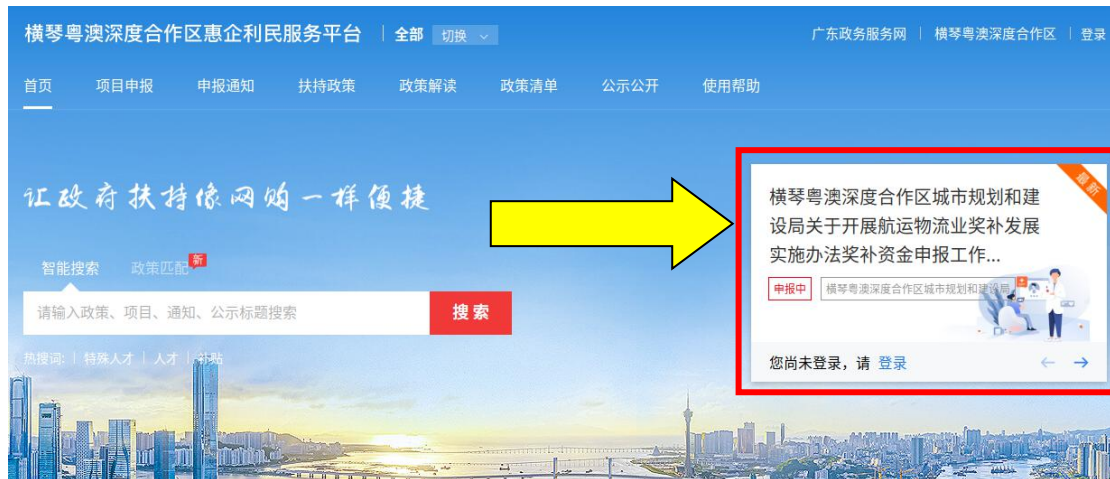 横琴粤澳深度合作区惠企利民服务平台 全部 切换
广东政务服务网 横琴粤澳深度合作区 登录
首页 项目申报 申报通知 扶持政策 政策解读 政策清单 公示公开 使用帮助
让政府扶持像网购一样便捷
智能搜索 政策匹配 新
请输入政策、项目、通知、公示标题搜索 搜索
热搜词: 特殊人才 人才 补贴
最新
横琴粤澳深度合作区城市规划和建
设局关于开展航运物流业奖补发展
实施办法奖补资金申报工作...
申报中 横琴粤澳深度合作区城市规划和建设局
您尚未登录，请 登录